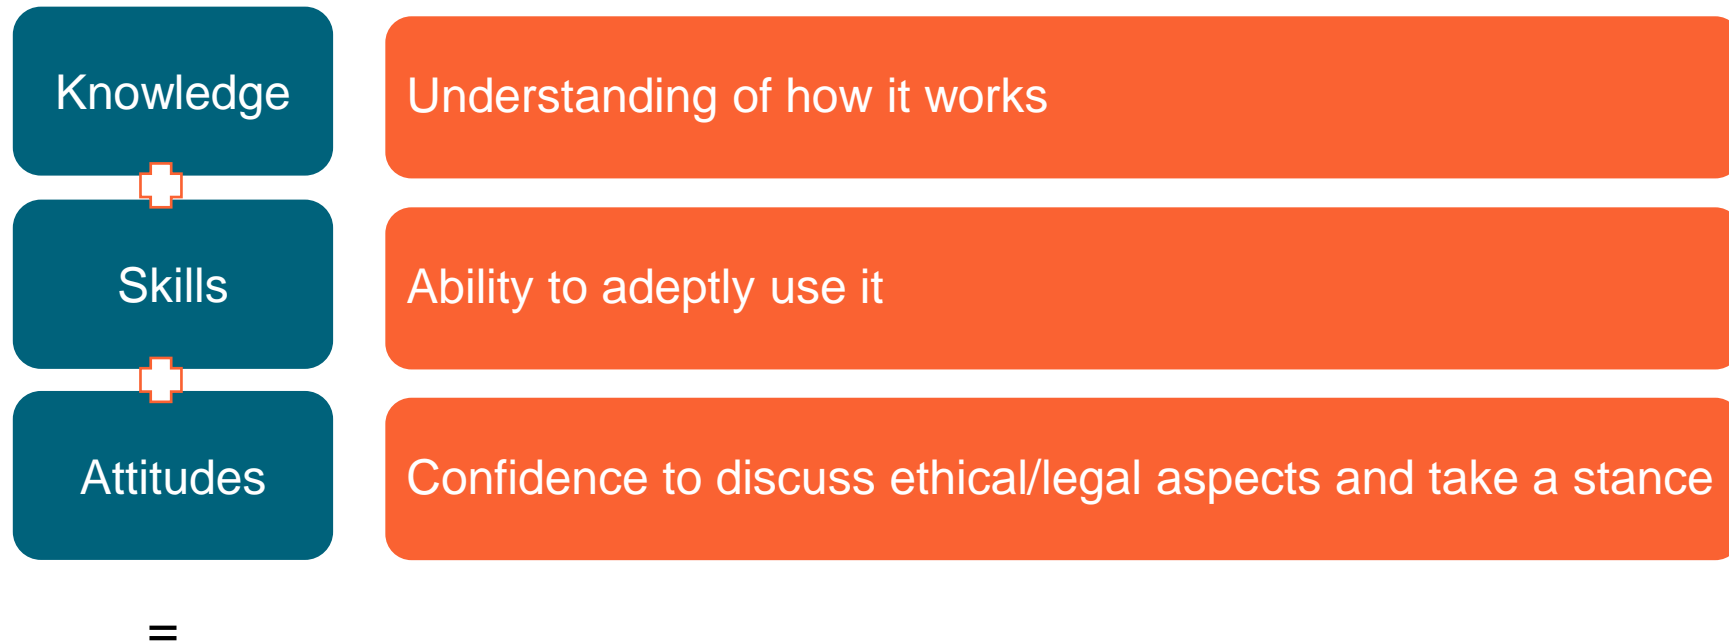 Knowledge
Understanding of how it works
Skills
Ability to adeptly use it
Attitudes
Confidence to discuss ethical/legal aspects and take a stance
=